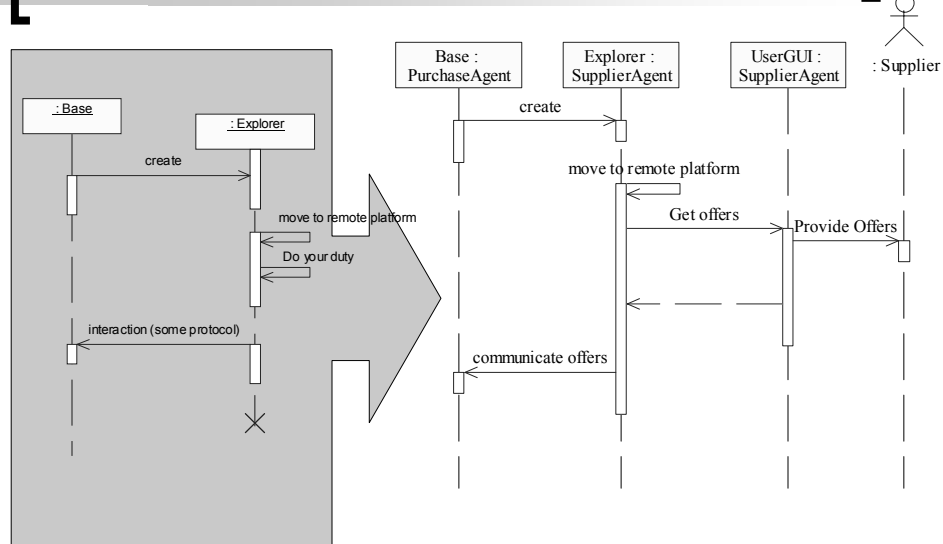 : Base
: Explorer
create
move to remote platform
Do your duty
interaction (some protocol)
Base :
PurchaseAgent
Explorer :
SupplierAgent
UserGUI :
SupplierAgent
: Supplier
create
move to remote platform
Get offers
Provide Offers
communicate offers